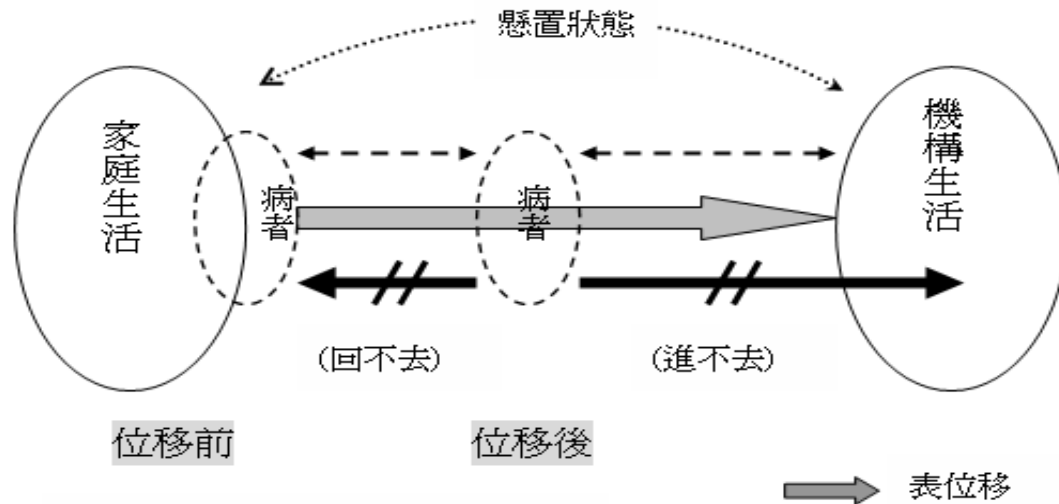 懸置狀態
家庭生活
病者
病者
機構生活
(回不去)
(進不去)
位移前
位移後
表位移